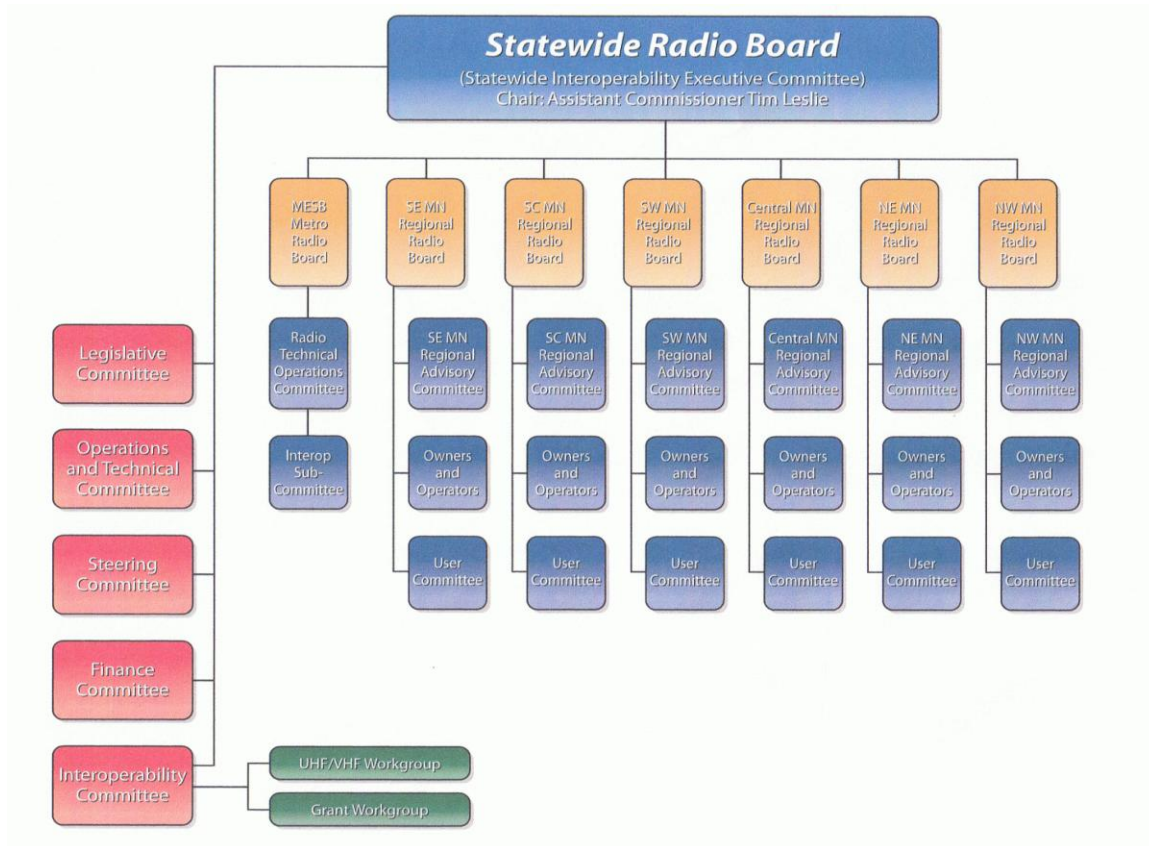 Statewide Radio Board
(Statewide Interoperability Executive Committee)
Chair: Assistant Commissioner Tim Leslie
MESB
Metro
Radio
Board
SE MN
Regional
Radio
Board
SC MN
Regional
Radio
Board
SW MN
Regional
Radio
Board
Central MN
Regional
Radio
Board
NE MN
Regional
Radio
Board
NW MN
Regional
Radio
Board
Radio
Technical
Operations
Committee
SE MN
Regional
Advisory
Committee
SC MN
Regional
Advisory
Committee
SW MN
Regional
Advisory
Committee
Central MN
Regional
Advisory
Committee
NE MN
Regional
Advisory
Committee
NW MN
Regional
Advisory
Committee
Interop
Sub-
Committee
Owners
and
Operators
Owners
and
Operators
Owners
and
Operators
Owners
and
Operators
Owners
and
Operators
Owners
and
Operators
User
Committee
User
Committee
User
Committee
User
Committee
User
Committee
User
Committee
Legislative
Committee
Operations
and Technical
Committee
Steering
Committee
Finance
Committee
Interoperability
Committee
UHF/VHF Workgroup
Grant Workgroup